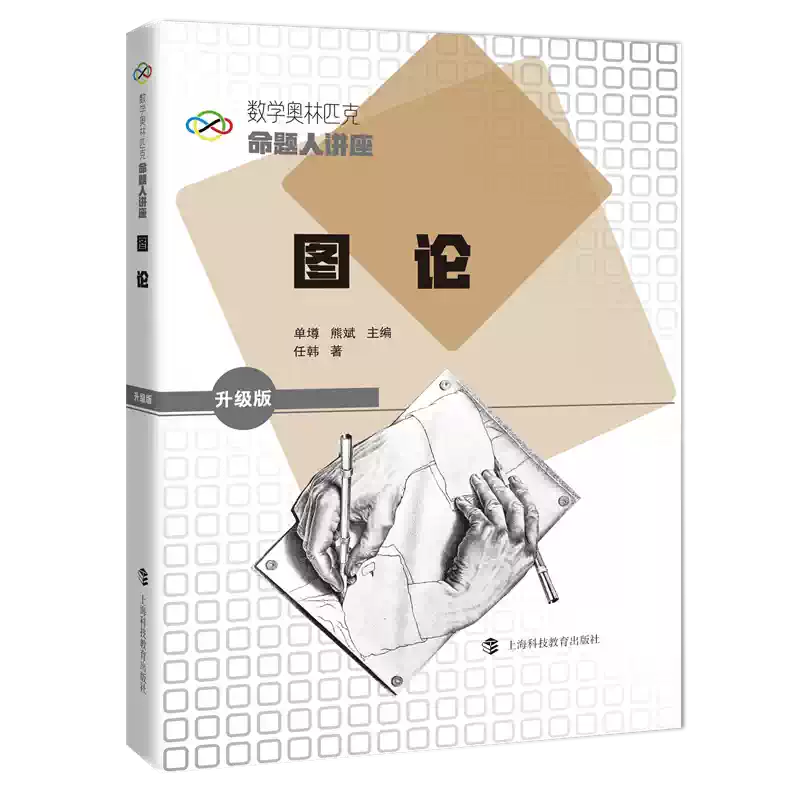 数学奥林匹克
命题人讲座
图论
单墫 熊斌 主编
任韩 著
升级版
上海科技教育出版社
数学奥林匹克命题人讲座
图论
升级版
上海科技教育出版社